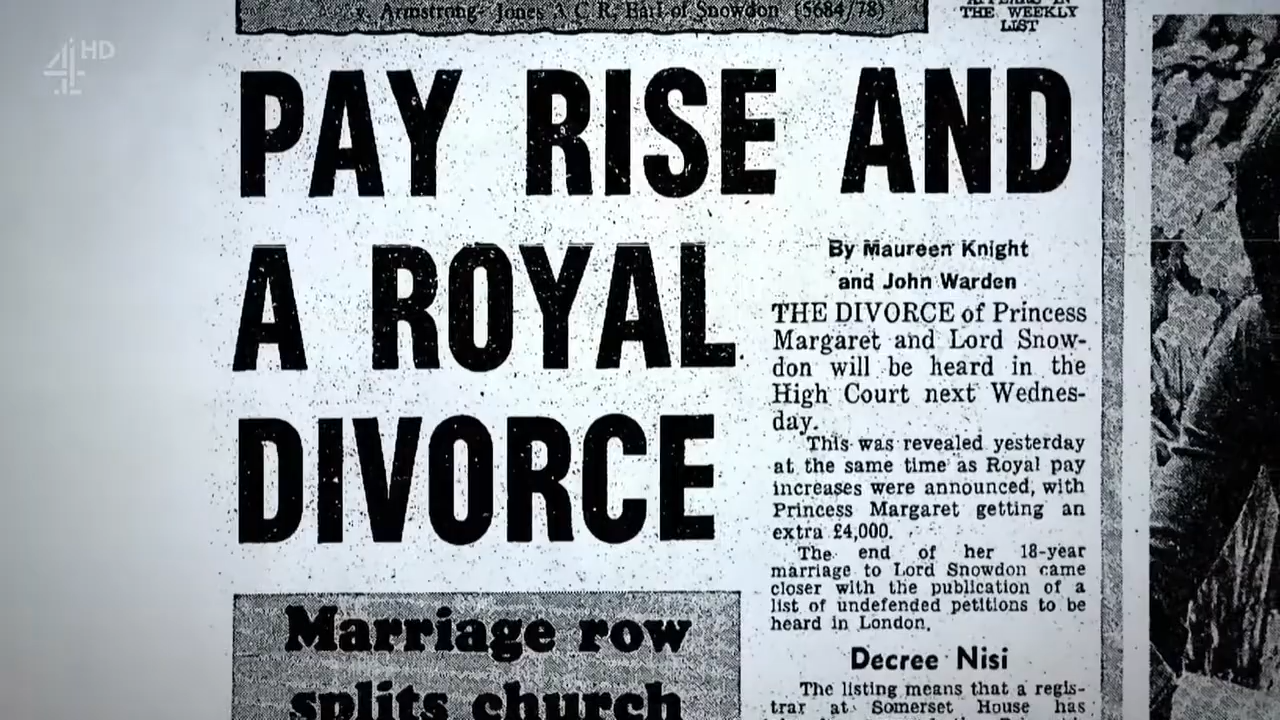 4HD
Armstrong-Jones A C R Earl of Snowdon (5684/78)
APPEARS IN
THE WEEKLY
LIST
PAY RISE AND
A ROYAL
DIVORCE
By Maureen Knight
and John Warden
THE DIVORCE of Princess
Margaret and Lord Snow-
don will be heard in the
High Court next Wednes-
day.
This was revealed yesterday
at the same time as Royal pay
increases were announced, with
Princess Margaret getting an
extra £4,000.
The end of her 18-year
marriage to Lord Snowdon came
closer with the publication of a
list of undefended petitions to be
heard in London.
Decree Nisi
The listing means that a regis-
trar at Somerset House has
Marriage row
splits church